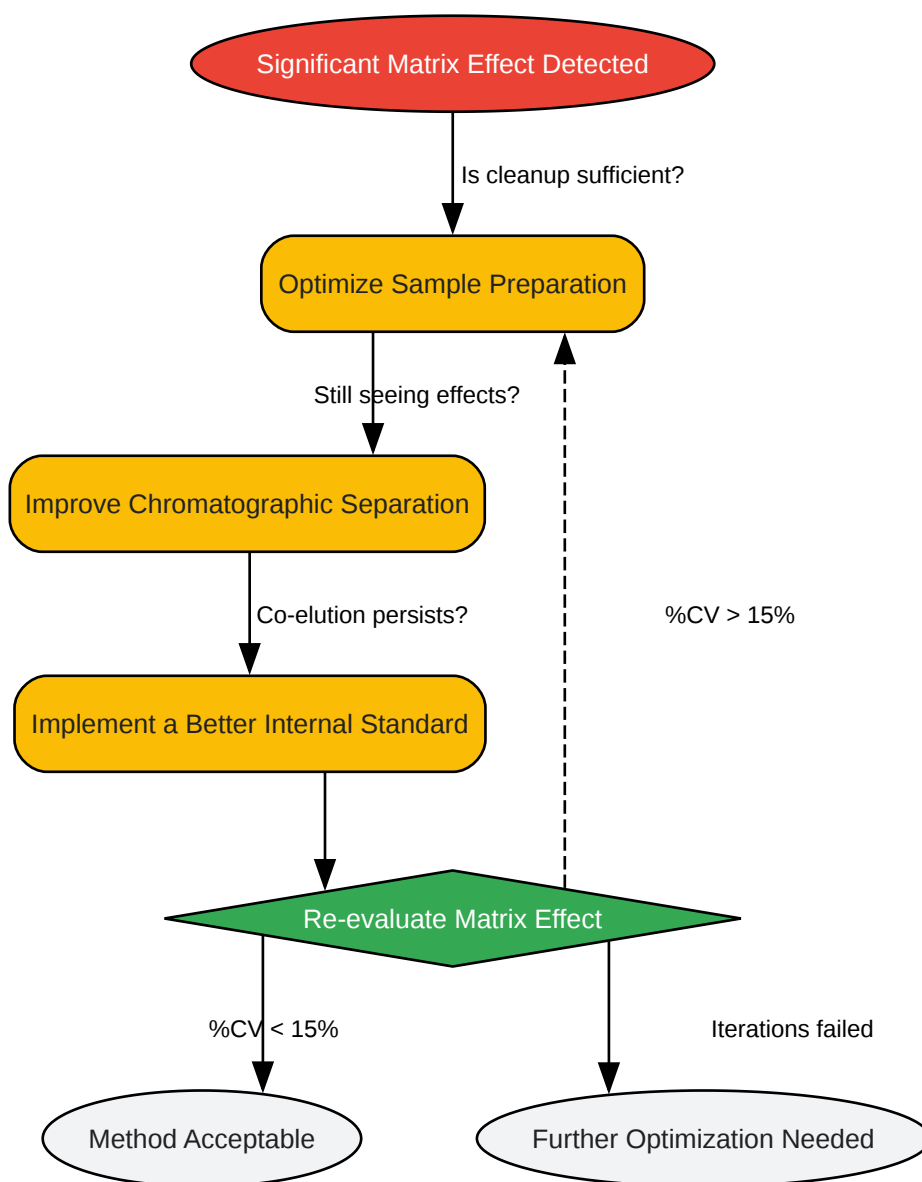 Significant Matrix Effect Detected
Is cleanup sufficient?
Optimize Sample Preparation
Still seeing effects?
Improve Chromatographic Separation
Co-elution persists?
%CV > 15%
Implement a Better Internal Standard
Re-evaluate Matrix Effect
%CV < 15%
Iterations failed
Method Acceptable
Further Optimization Needed